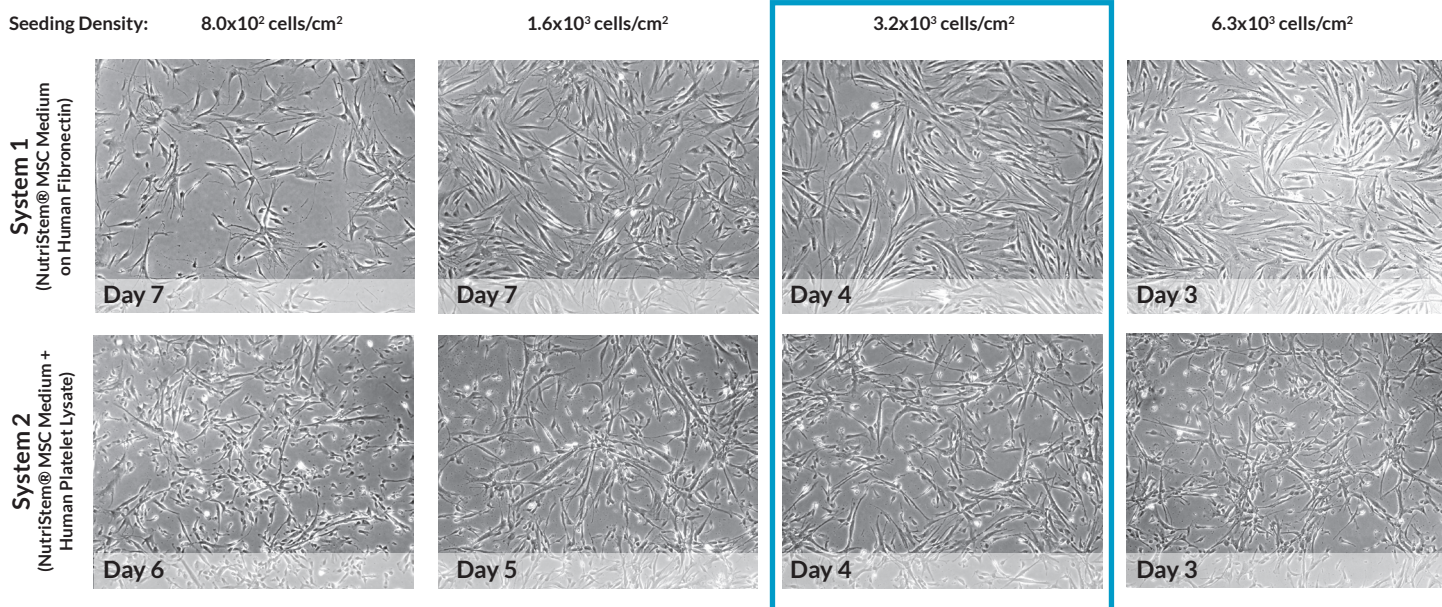 Seeding Density: 8.0x10² cells/cm² 1.6x10³ cells/cm² 3.2x10³ cells/cm² 6.3x10³ cells/cm²
System 1
(NutriStem® MSC Medium
on Human Fibronectin)
Day 7 Day 7 Day 4 Day 3
System 2
(NutriStem® MSC Medium +
Human Platelet Lysate)
Day 6 Day 5 Day 4 Day 3